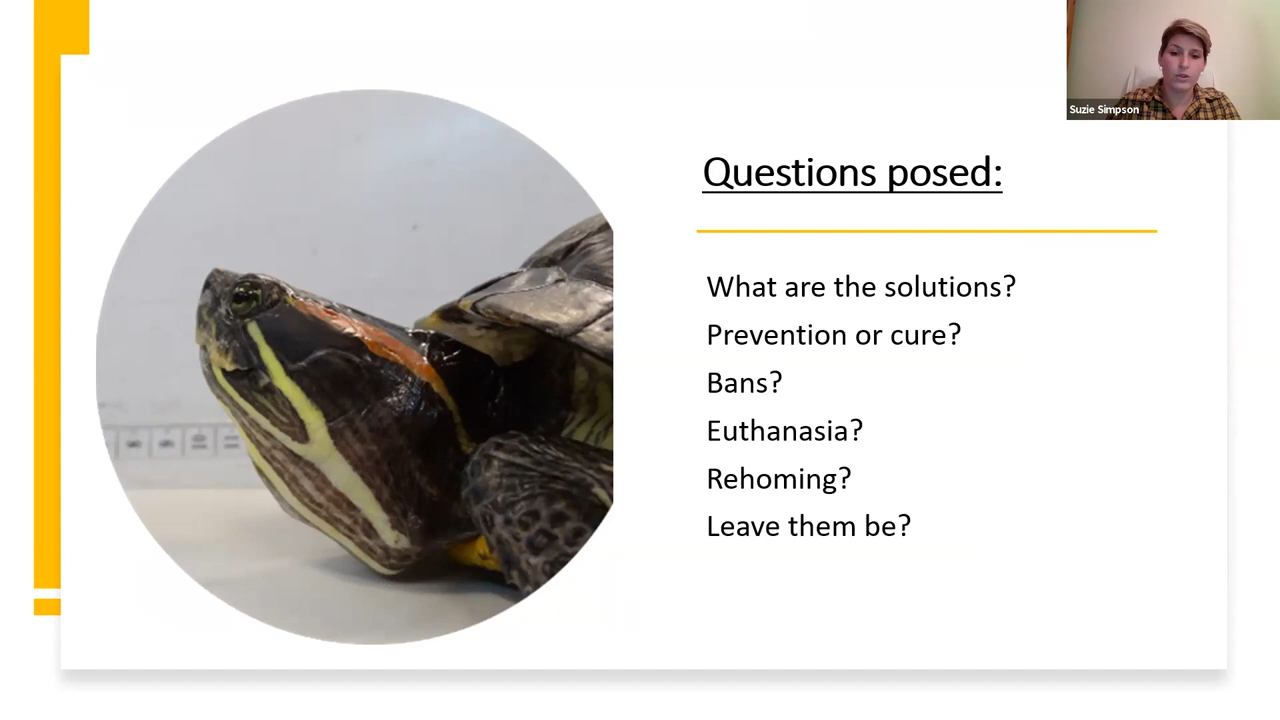 Suzie Simpson
Questions posed:
What are the solutions?
Prevention or cure?
Bans?
Euthanasia?
Rehoming?
Leave them be?